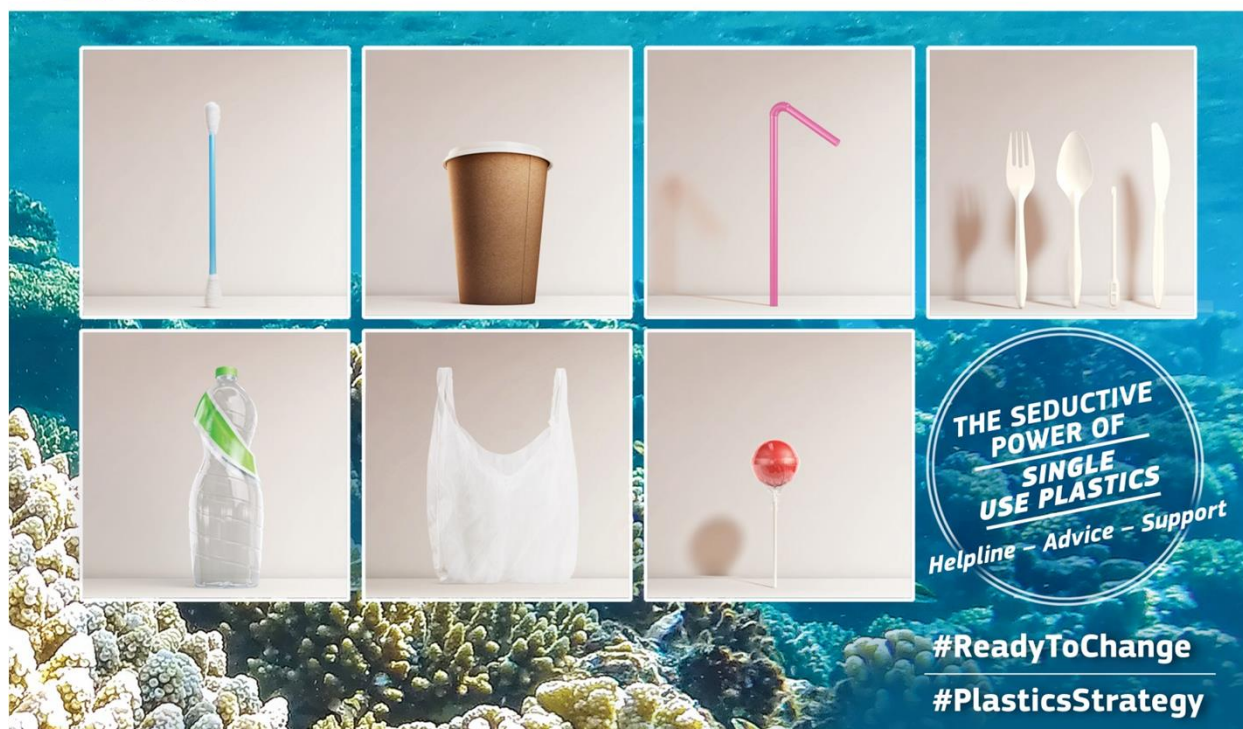 THE SEDUCTIVE
POWER OF
SINGLE
USE PLASTICS
Helpline – Advice – Support
#ReadyToChange
#PlasticsStrategy